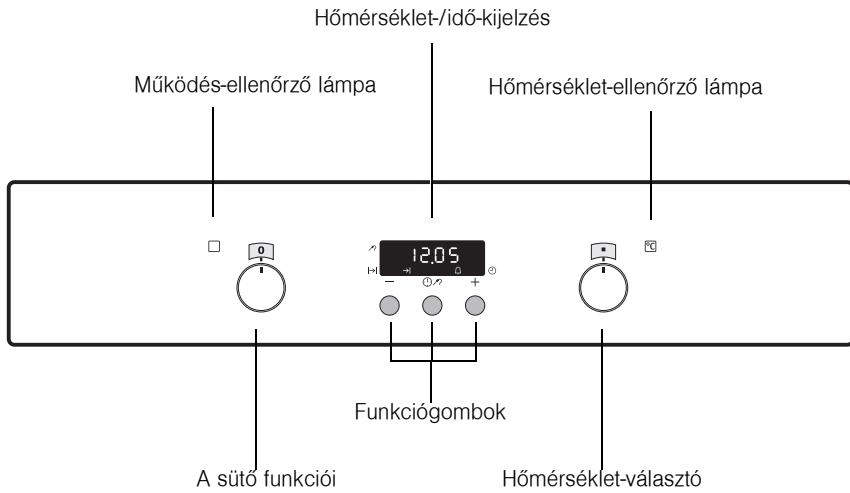 Hőmérséklet-/idő-kijelzés
Működés-ellenőrző lámpa
Hőmérséklet-ellenőrző lámpa
0
12.05
°C
− +
Funkciógombok
A sütő funkciói
Hőmérséklet-választó